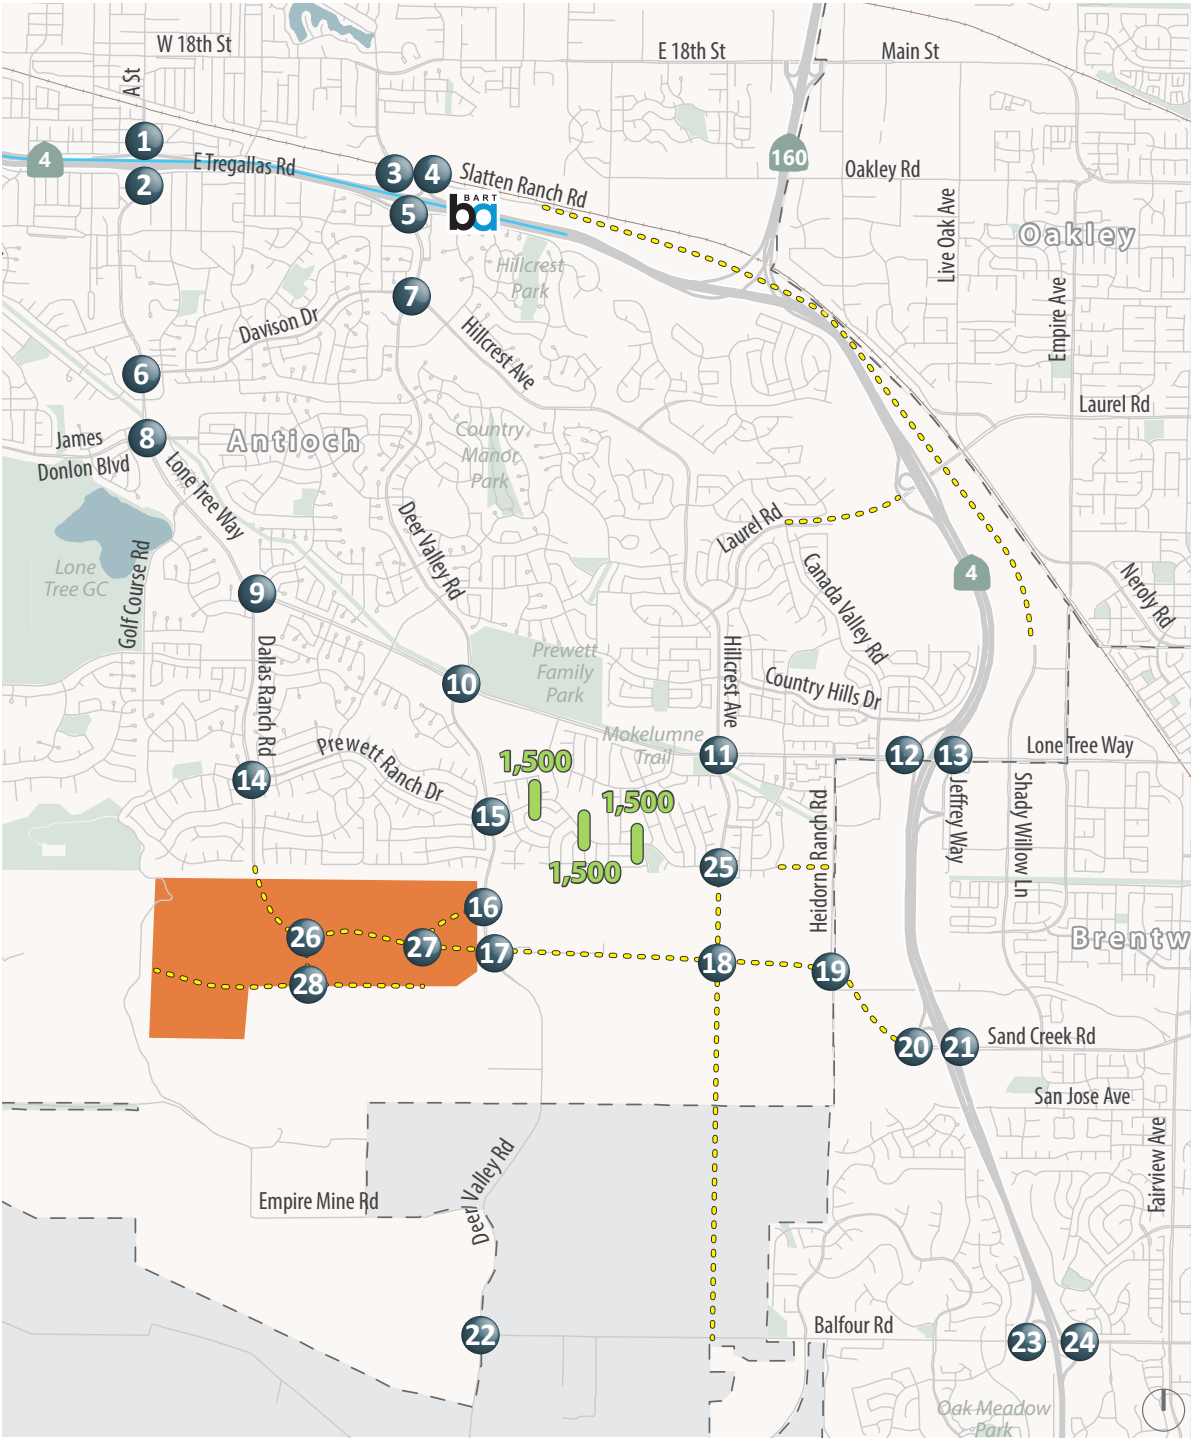 W 18th St
E 18th St
Main St
A St
1
4
E Tregallas Rd
2
3
4
Slatten Ranch Rd
BART
ba
5
160
Oakley Rd
Live Oak Ave
Oakley
Hillcrest
Park
7
Davison Dr
Hillcrest Ave
Empire Ave
6
Laurel Rd
James
Donlon Blvd
8
Antioch
Country
Manor
Park
Lone Tree Way
Deer Valley Rd
Laurel Rd
Lone
Tree GC
Golf Course Rd
9
Canada Valley Rd
4
Neroly Rd
Dallas Ranch Rd
Prewett
Family
Park
Hillcrest Ave
10
Country Hills Dr
Mokelumne
Trail
11
12
13
Lone Tree Way
Prewett Ranch Dr
14
1,500
1,500
1,500
15
Heidorn Ranch Rd
Jeffrey Way
Shady Willow Ln
25
16
26
27
17
18
19
Brentw
28
20
21
Sand Creek Rd
San Jose Ave
Fairview Ave
Deer Valley Rd
Empire Mine Rd
22
Balfour Rd
23
24
Oak Meadow
Park